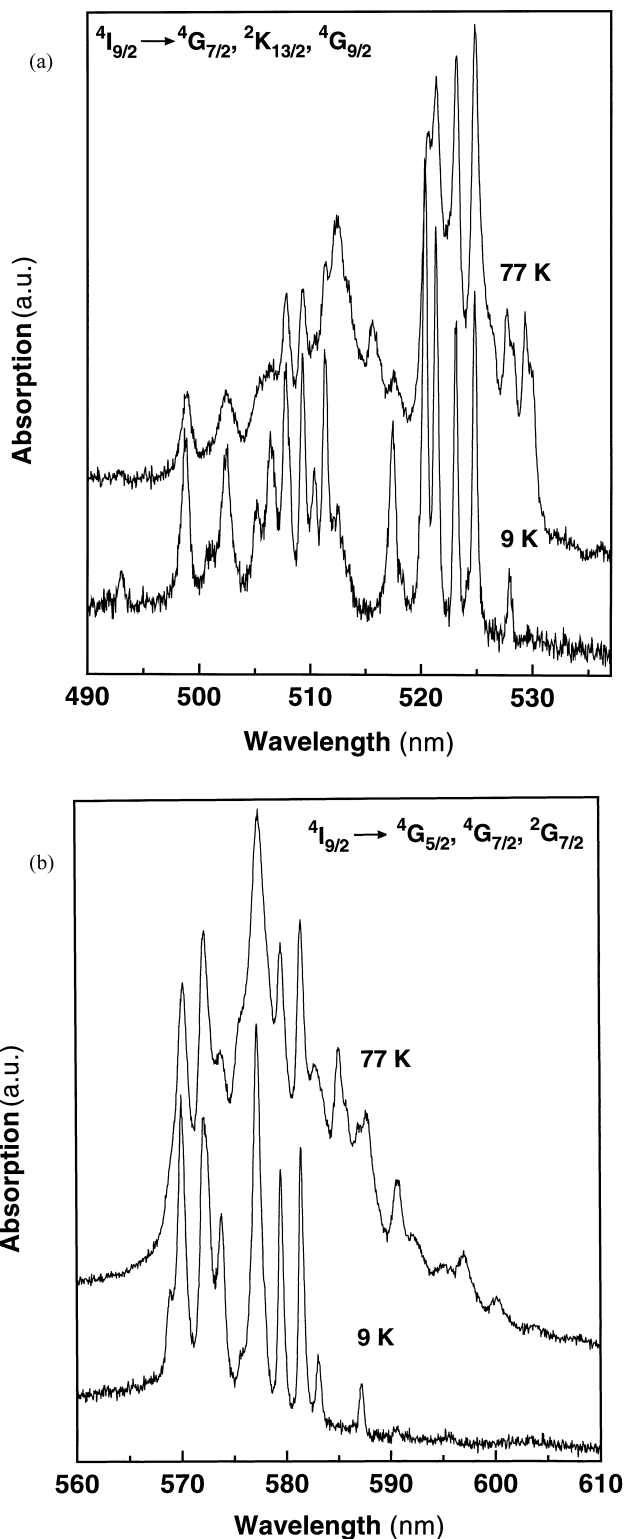 (a)
4I9/2 → 4G7/2, 2K13/2, 4G9/2
Absorption (a.u.)
77 K
9 K
490 500 510 520 530
Wavelength (nm)
(b)
4I9/2 → 4G5/2, 4G7/2, 2G7/2
Absorption (a.u.)
77 K
9 K
560 570 580 590 600 610
Wavelength (nm)